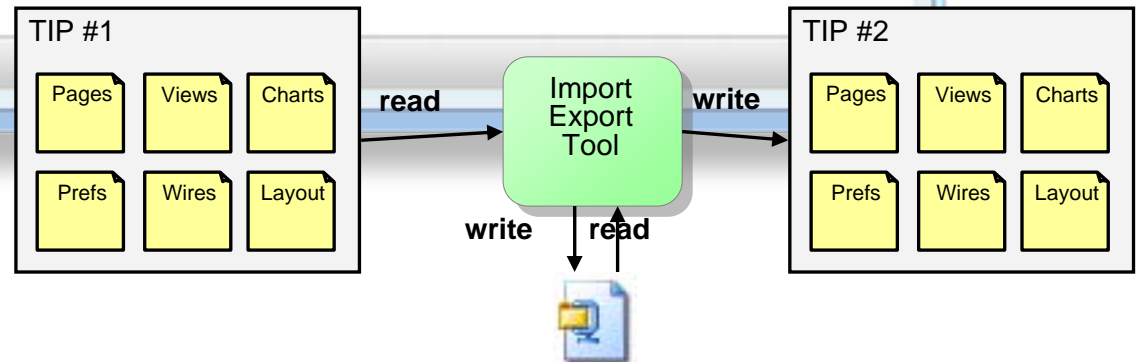 TIP #1
Pages Views Charts
Prefs Wires Layout
read
Import
Export
Tool
write
write read
TIP #2
Pages Views Charts
Prefs Wires Layout